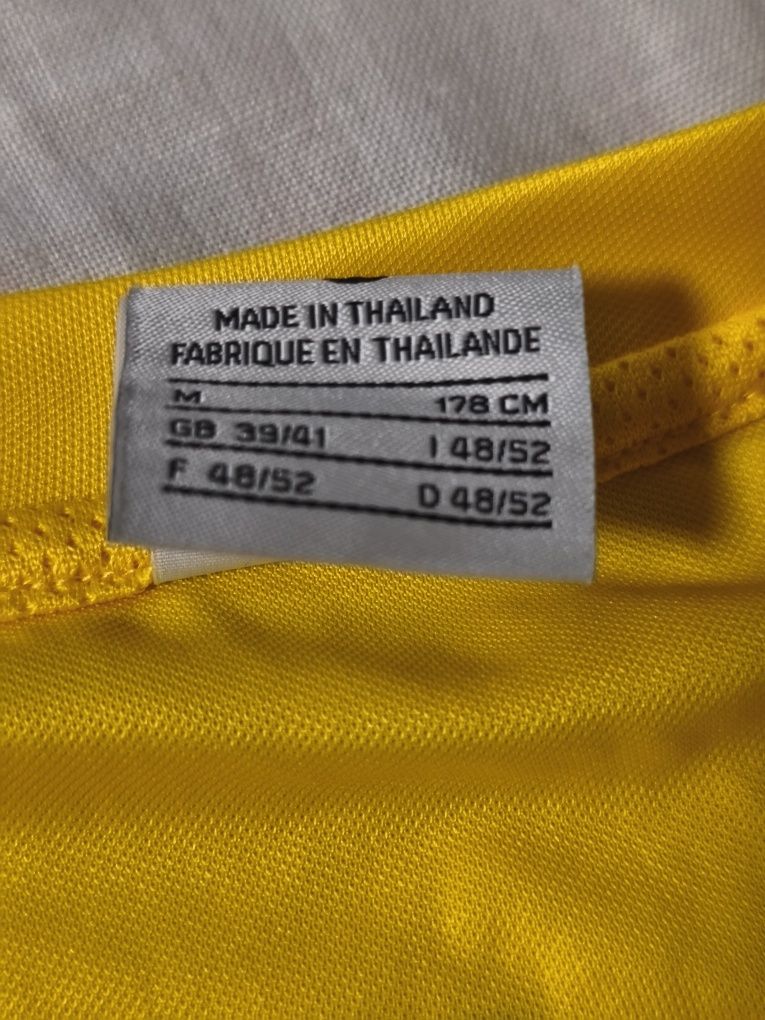 MADE IN THAILAND
FABRIQUE EN THAILANDE
M 178 CM
GB 39/41 I 48/52
F 48/52 D 48/52